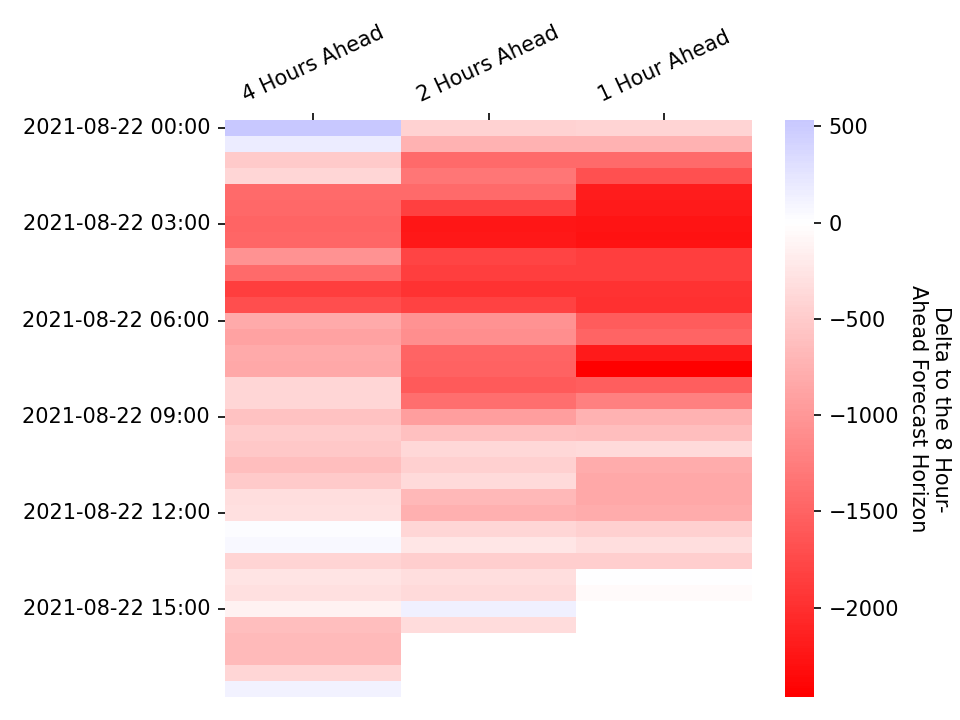 4 Hours Ahead
2 Hours Ahead
1 Hour Ahead
2021-08-22 00:00
2021-08-22 03:00
2021-08-22 06:00
2021-08-22 09:00
2021-08-22 12:00
2021-08-22 15:00
500
0
−500
−1000
−1500
−2000
Delta to the 8 Hour-
Ahead Forecast Horizon